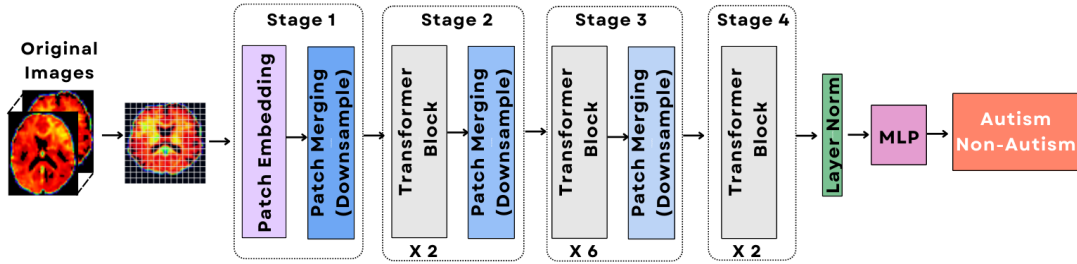 Original
Images
Stage 1
Patch Embedding
Patch Merging
(Downsample)
Stage 2
Transformer
Block
X 2
Patch Merging
(Downsample)
Stage 3
Transformer
Block
X 6
Patch Merging
(Downsample)
Stage 4
Transformer
Block
X 2
Layer Norm
MLP
Autism
Non-Autism